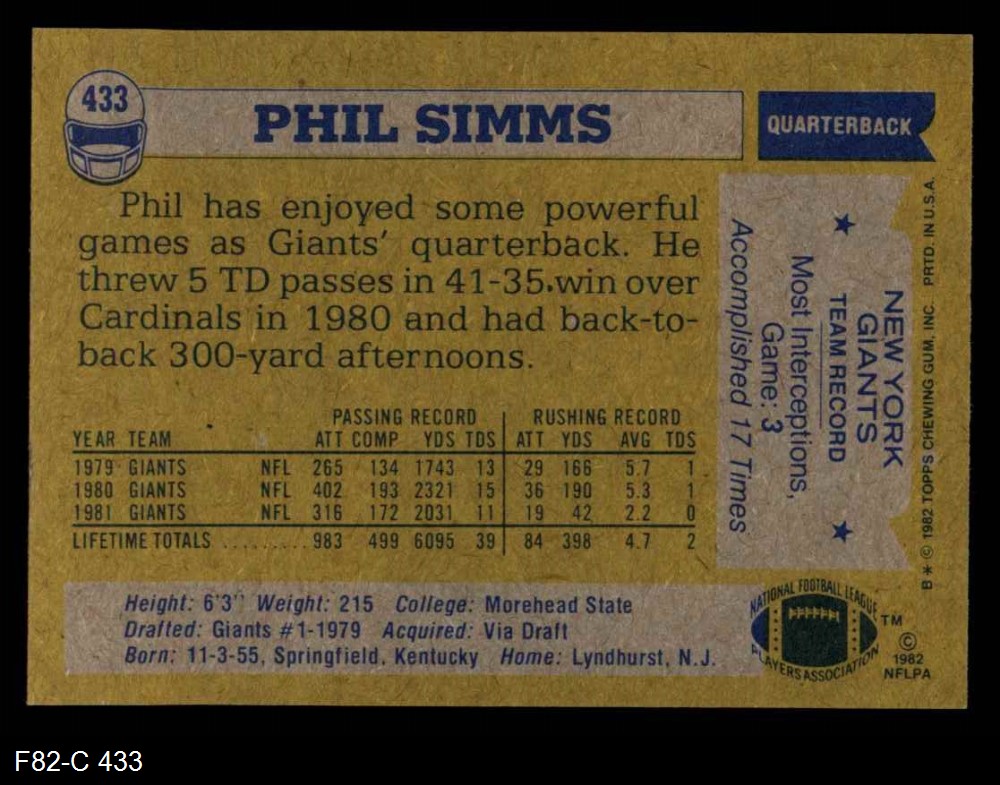 433
PHIL SIMMS
QUARTERBACK
Phil has enjoyed some powerful
games as Giants' quarterback. He
threw 5 TD passes in 41-35 win over
Cardinals in 1980 and had back-to-
back 300-yard afternoons.
PASSING RECORD RUSHING RECORD
YEAR TEAM ATT COMP YDS TDS ATT YDS AVG TDS
1979 GIANTS NFL 265 134 1743 13 29 166 5.7 1
1980 GIANTS NFL 402 193 2321 15 36 190 5.3 1
1981 GIANTS NFL 316 172 2031 11 19 42 2.2 0
LIFETIME TOTALS ......... 983 499 6095 39 84 398 4.7 2
NEW YORK
GIANTS
★ TEAM RECORD ★
Most Interceptions,
Game: 3
Accomplished 17 Times
B * © 1982 TOPPS CHEWING GUM, INC. PRTD. IN U.S.A.
Height: 6'3" Weight: 215 College: Morehead State
Drafted: Giants #1-1979 Acquired: Via Draft
Born: 11-3-55, Springfield, Kentucky Home: Lyndhurst, N.J.
NATIONAL FOOTBALL LEAGUE
PLAYERS ASSOCIATION
TM
©
1982
NFLPA
F82-C 433